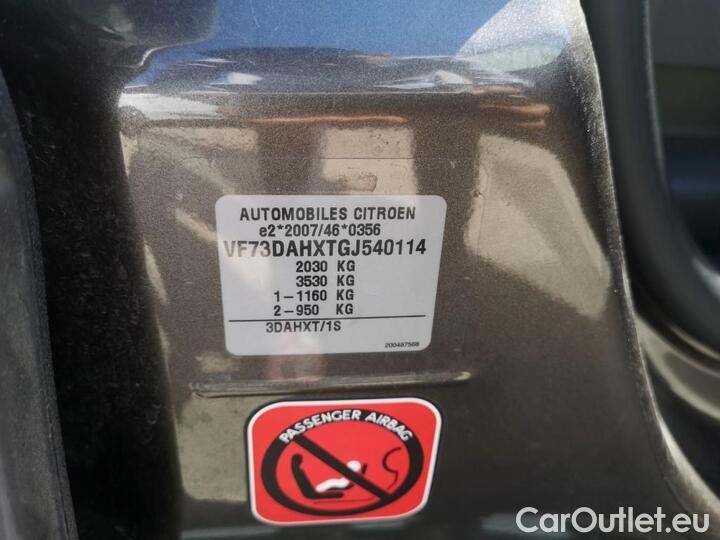 AUTOMOBILES CITROEN
e2*2007/46*0356
VF73DAHXTGJ540114
2030 KG
3530 KG
1-1160 KG
2-950 KG
3DAHXT/1S
200487568
PASSENGER AIRBAG
CarOutlet.eu